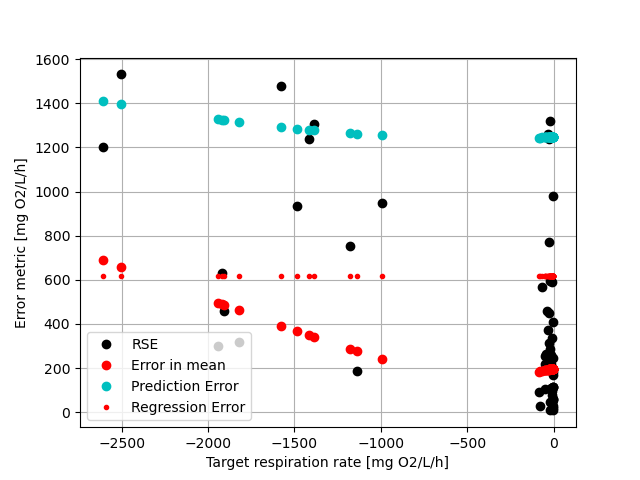 1600
1400
1200
1000
800
600
400
200
0
Error metric [mg O2/L/h]
RSE
Error in mean
Prediction Error
Regression Error
−2500 −2000 −1500 −1000 −500 0
Target respiration rate [mg O2/L/h]